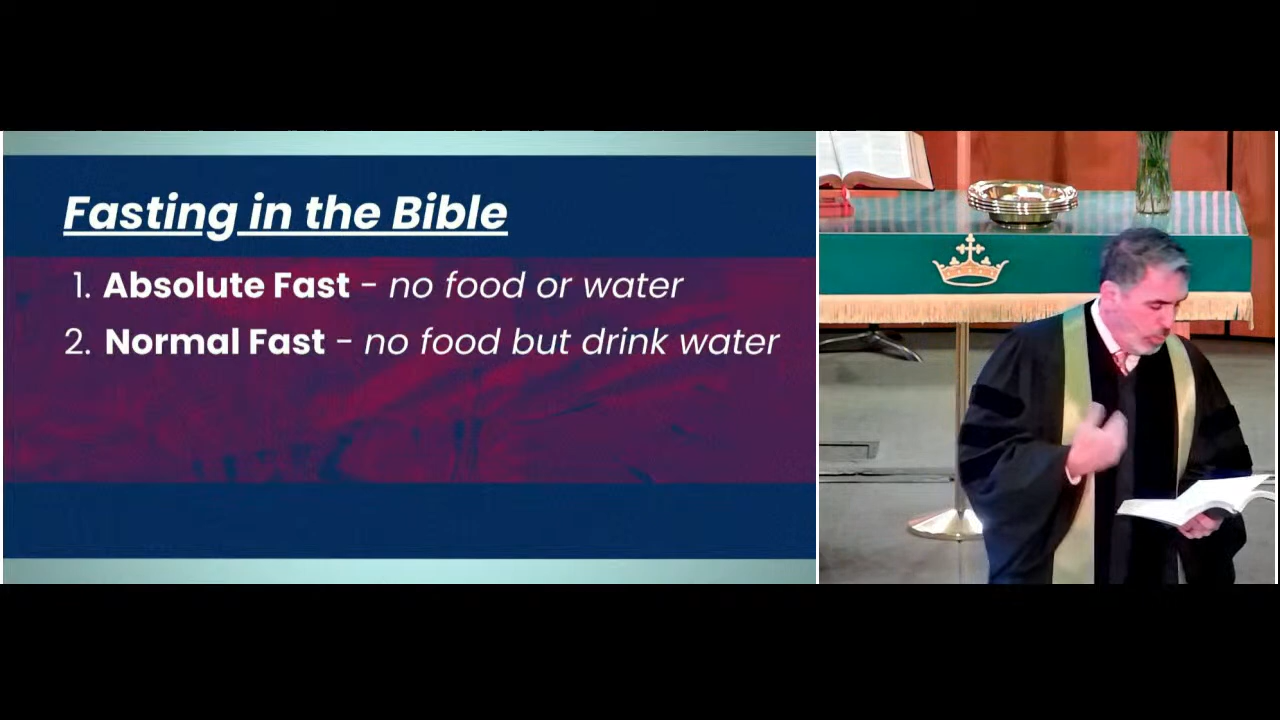 Fasting in the Bible
1. Absolute Fast - no food or water
2. Normal Fast - no food but drink water